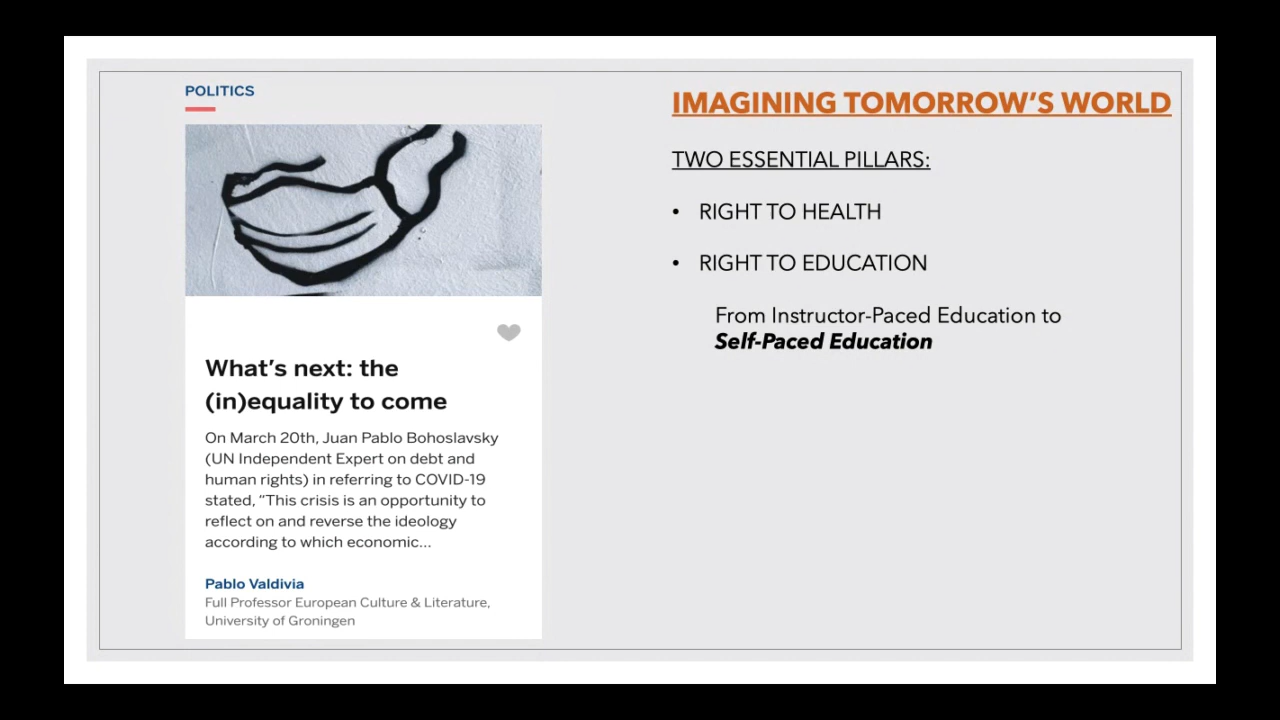 POLITICS
What’s next: the
(in)equality to come
On March 20th, Juan Pablo Bohoslavsky
(UN Independent Expert on debt and
human rights) in referring to COVID-19
stated, “This crisis is an opportunity to
reflect on and reverse the ideology
according to which economic...
Pablo Valdivia
Full Professor European Culture & Literature,
University of Groningen
IMAGINING TOMORROW’S WORLD
TWO ESSENTIAL PILLARS:
• RIGHT TO HEALTH
• RIGHT TO EDUCATION
From Instructor-Paced Education to
Self-Paced Education